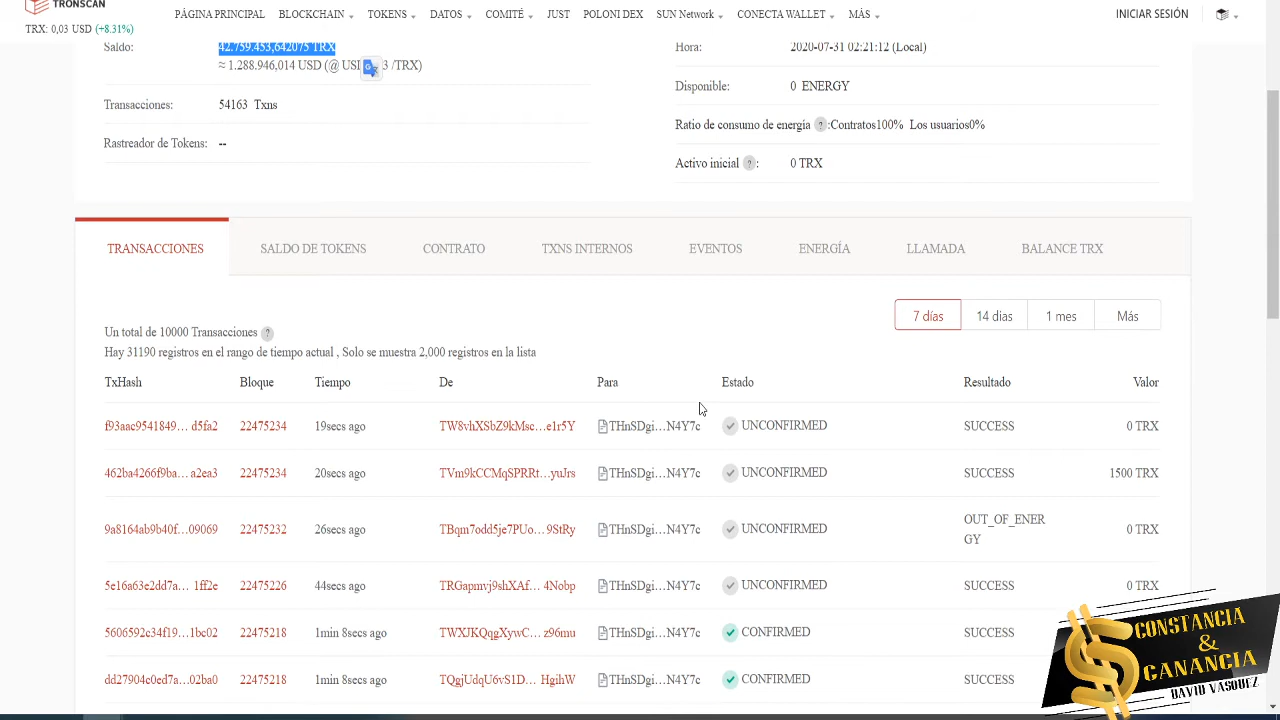 TRONSCAN
PÁGINA PRINCIPAL BLOCKCHAIN TOKENS DATOS COMITÉ JUST POLONI DEX SUN Network CONECTA WALLET MÁS INICIAR SESIÓN
TRX: 0,03 USD (+8.31%)
Saldo: 42.759.453,642075 TRX
≈ 1.288.946,014 USD (@ USD 3 /TRX)
Transacciones: 54163 Txns
Rastreador de Tokens: --
Hora: 2020-07-31 02:21:12 (Local)
Disponible: 0 ENERGY
Ratio de consumo de energía ? :Contratos100% Los usuarios0%
Activo inicial ? : 0 TRX
TRANSACCIONES SALDO DE TOKENS CONTRATO TXNS INTERNOS EVENTOS ENERGÍA LLAMADA BALANCE TRX
7 días 14 dias 1 mes Más
Un total de 10000 Transacciones ?
Hay 31190 registros en el rango de tiempo actual , Solo se muestra 2,000 registros en la lista
TxHash Bloque Tiempo De Para Estado Resultado Valor
f93aac9541849... d5fa2 22475234 19secs ago TW8vhXSbZ9kMsc...e1r5Y THnSDgi...N4Y7c UNCONFIRMED SUCCESS 0 TRX
462ba4266f9ba... a2ea3 22475234 20secs ago TVm9kCCMqSPRRt...yuJrs THnSDgi...N4Y7c UNCONFIRMED SUCCESS 1500 TRX
9a8164ab9b40f... 09069 22475232 26secs ago TBqm7odd5je7PUo...9StRy THnSDgi...N4Y7c UNCONFIRMED OUT_OF_ENER
GY 0 TRX
5e16a63e2dd7a... 1ff2e 22475226 44secs ago TRGapmvj9shXAf... 4Nobp THnSDgi...N4Y7c UNCONFIRMED SUCCESS 0 TRX
5606592c34f19... 1bc02 22475218 1min 8secs ago TWXJKQqgXywC... z96mu THnSDgi...N4Y7c CONFIRMED SUCCESS
dd27904c0ed7a... 02ba0 22475218 1min 8secs ago TQgjUdqU6vS1D... HgihW THnSDgi...N4Y7c CONFIRMED SUCCESS
CONSTANCIA
&
GANANCIA
DAVID VASQUEZ